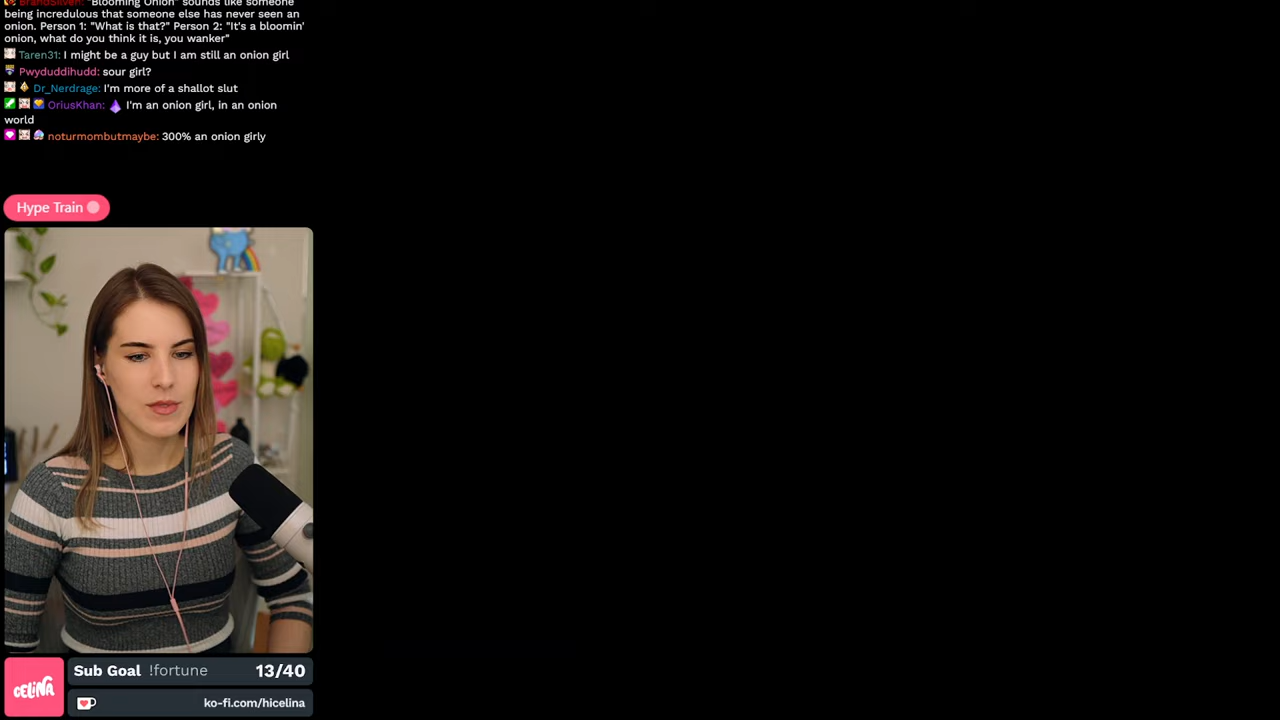 BrandSilven: "Blooming Onion" sounds like someone
being incredulous that someone else has never seen an
onion. Person 1: "What is that?" Person 2: "It's a bloomin'
onion, what do you think it is, you wanker"
Taren31: I might be a guy but I am still an onion girl
Pwyduddihudd: sour girl?
Dr_Nerdrage: I'm more of a shallot slut
OriusKhan: I'm an onion girl, in an onion
world
noturmombutmaybe: 300% an onion girly
Hype Train
CELINA
Sub Goal !fortune 13/40
ko-fi.com/hicelina